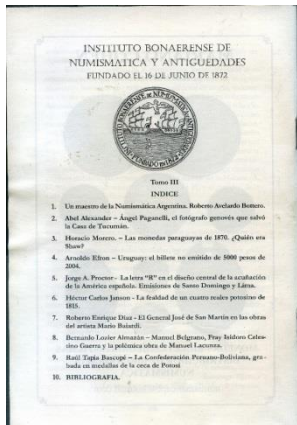 INSTITUTO BONAERENSE DE
NUMISMATICA Y ANTIGUEDADES
FUNDADO EL 16 DE JUNIO DE 1872
Tomo III
INDICE
1. Un maestro de la Numismática Argentina. Roberto Avelardo Bottero.
2. Abel Alexander – Ángel Paganelli, el fotógrafo genovés que salvó
la Casa de Tucumán.
3. Horacio Morero. – Las monedas paraguayas de 1870. ¿Quién era
Shaw?
4. Arnoldo Efron – Uruguay: el billete no emitido de 5000 pesos de
2004.
5. Jorge A. Proctor - La letra "R" en el diseño central de la acuñación
de la América española. Emisiones de Santo Domingo y Lima.
6. Héctor Carlos Janson - La fealdad de un cuatro reales potosino de
1815.
7. Roberto Enrique Díaz - El General José de San Martín en las obras
del artista Mario Baiardi.
8. Bernardo Lozier Almazán – Manuel Belgrano, Fray Isidoro Celes-
tino Guerra y la polémica obra de Manuel Lacunza.
9. Raúl Tapia Bascopé – La Confederación Peruano-Boliviana, gra-
bada en medallas de la ceca de Potosí
10. BIBLIOGRAFIA.